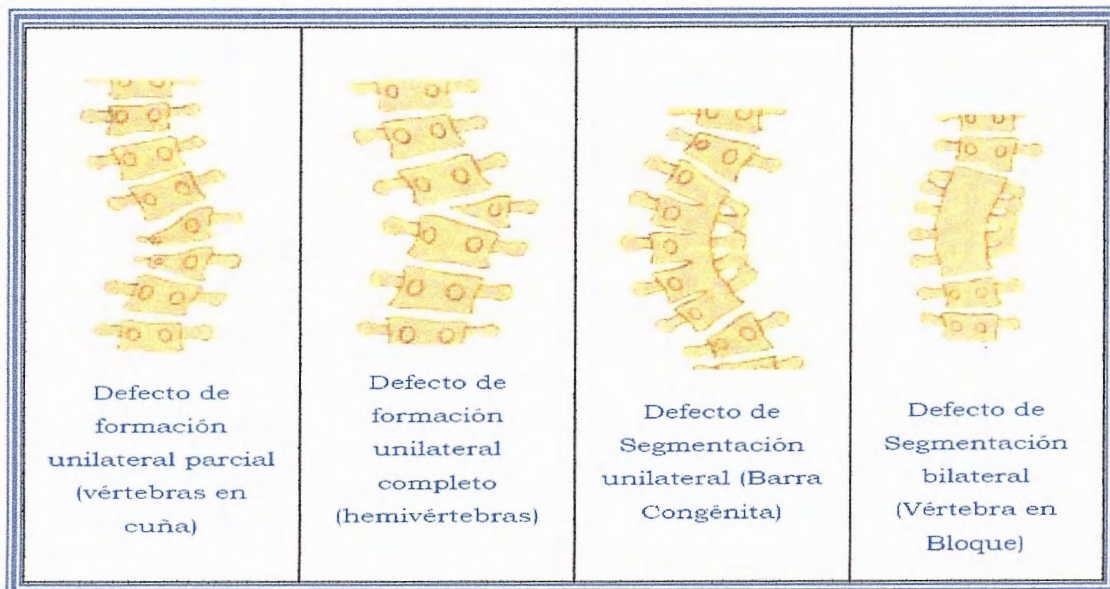 Defecto de
formación
unilateral parcial
(vértebras en
cuña)
Defecto de
formación
unilateral
completo
(hemivértebras)
Defecto de
Segmentación
unilateral (Barra
Congënita)
Defecto de
Segmentación
bilateral
(Vértebra en
Bloque)